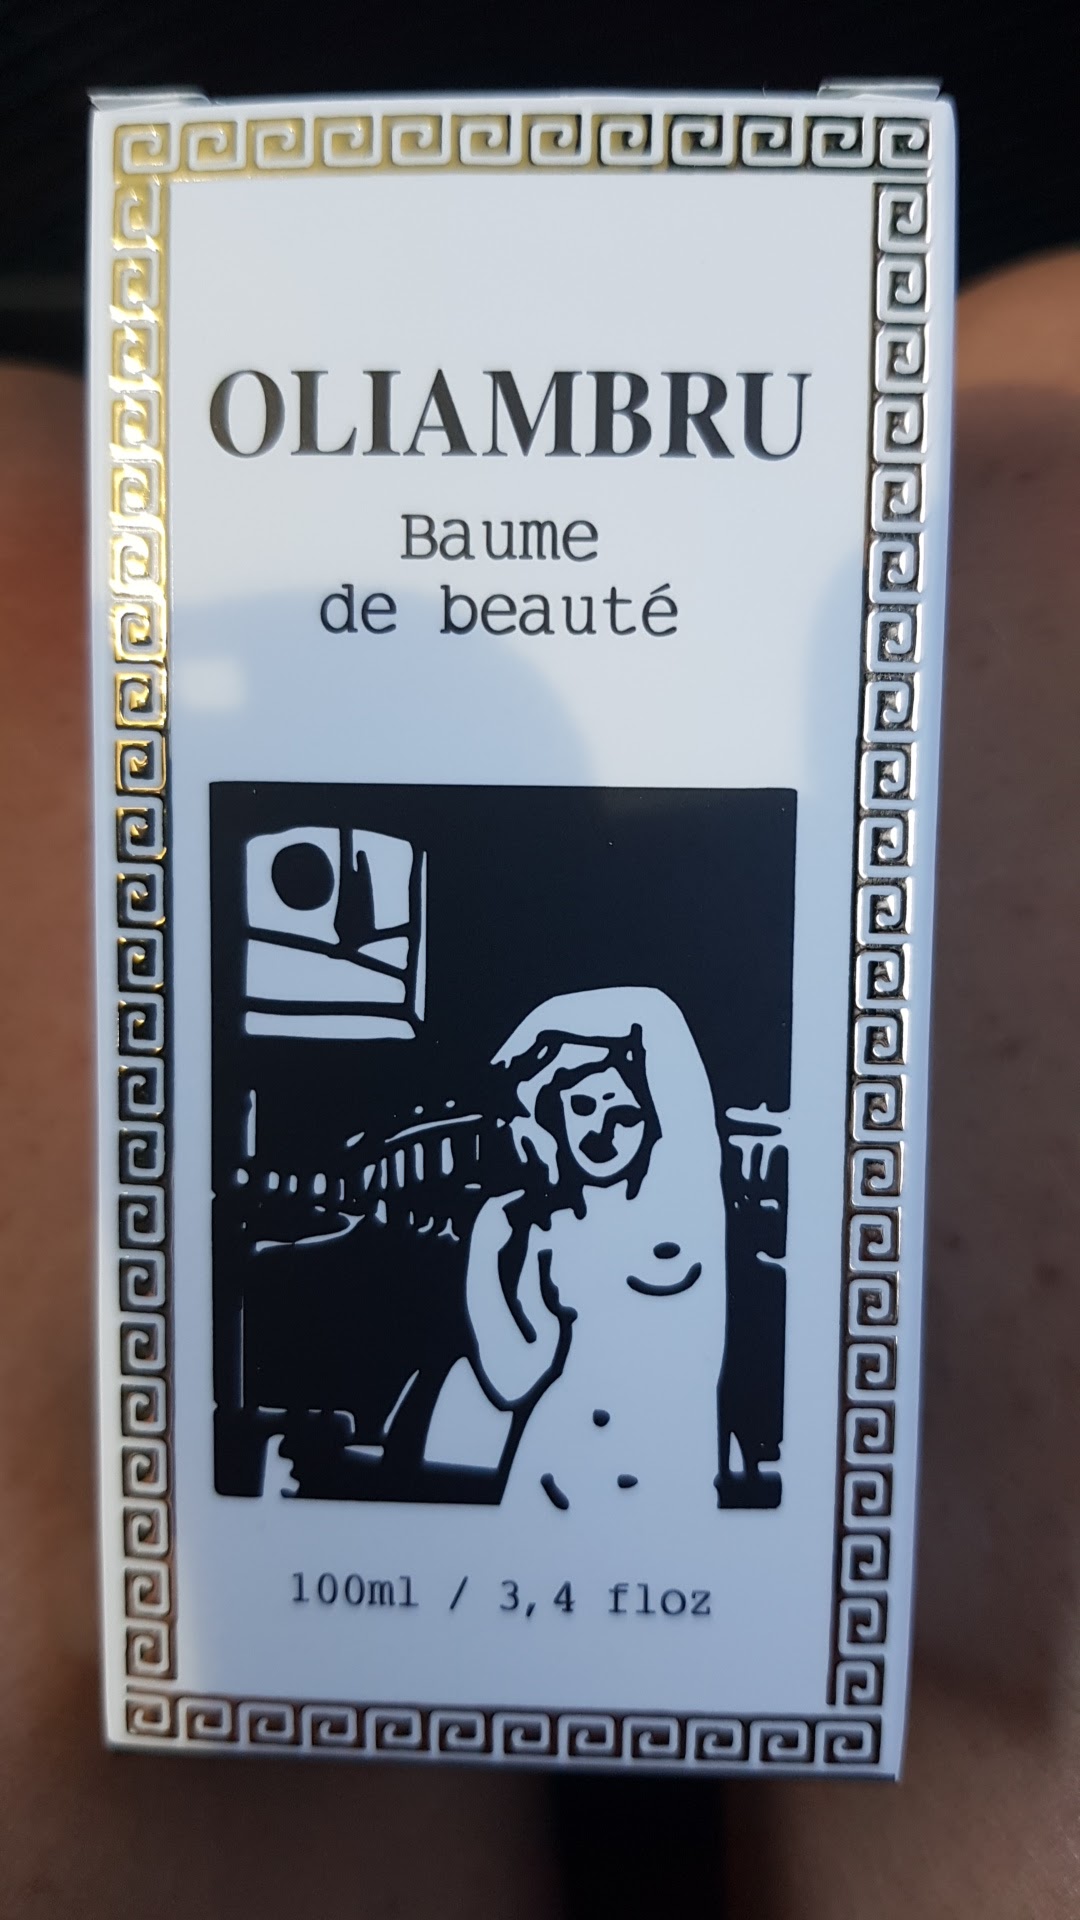 OLIAMBRU
Baume
de beauté
100ml / 3,4 floz